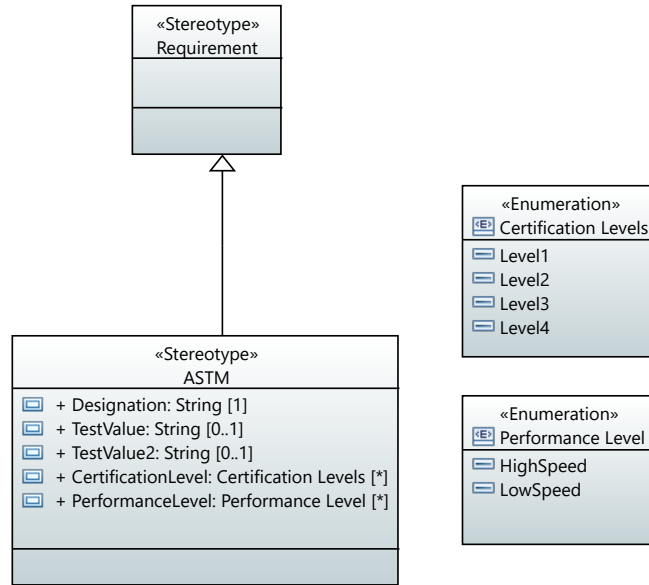 «Stereotype»
Requirement
«Stereotype»
ASTM
+ Designation: String [1]
+ TestValue: String [0..1]
+ TestValue2: String [0..1]
+ CertificationLevel: Certification Levels [*]
+ PerformanceLevel: Performance Level [*]
«Enumeration»
«E» Certification Levels
Level1
Level2
Level3
Level4
«Enumeration»
«E» Performance Level
HighSpeed
LowSpeed